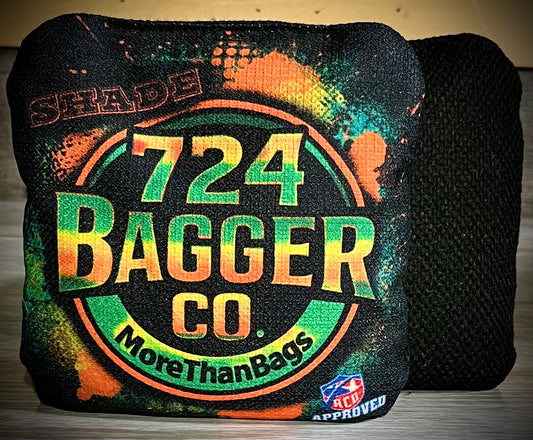 SHADE
724
BAGGER
CO.
MoreThanBags
ACO
APPROVED